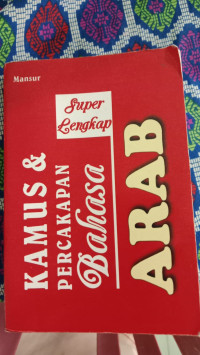 Mansur
Super
Lengkap
KAMUS &
PERCAKAPAN
Bahasa
ARAB